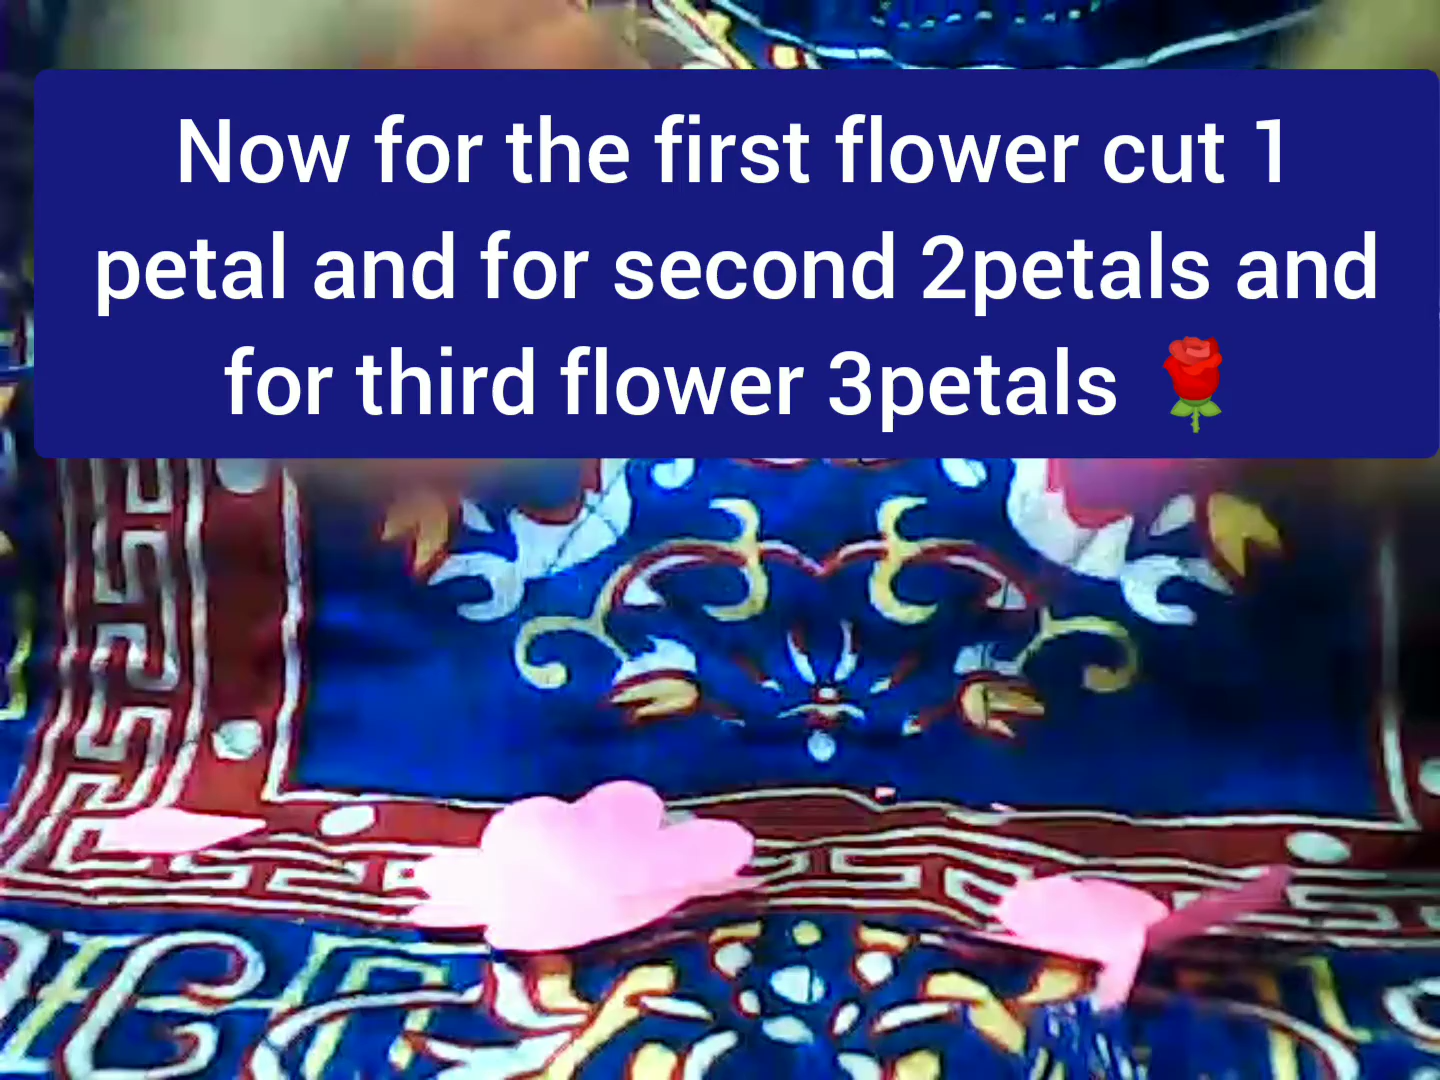 Now for the first flower cut 1
petal and for second 2petals and
for third flower 3petals 🌹